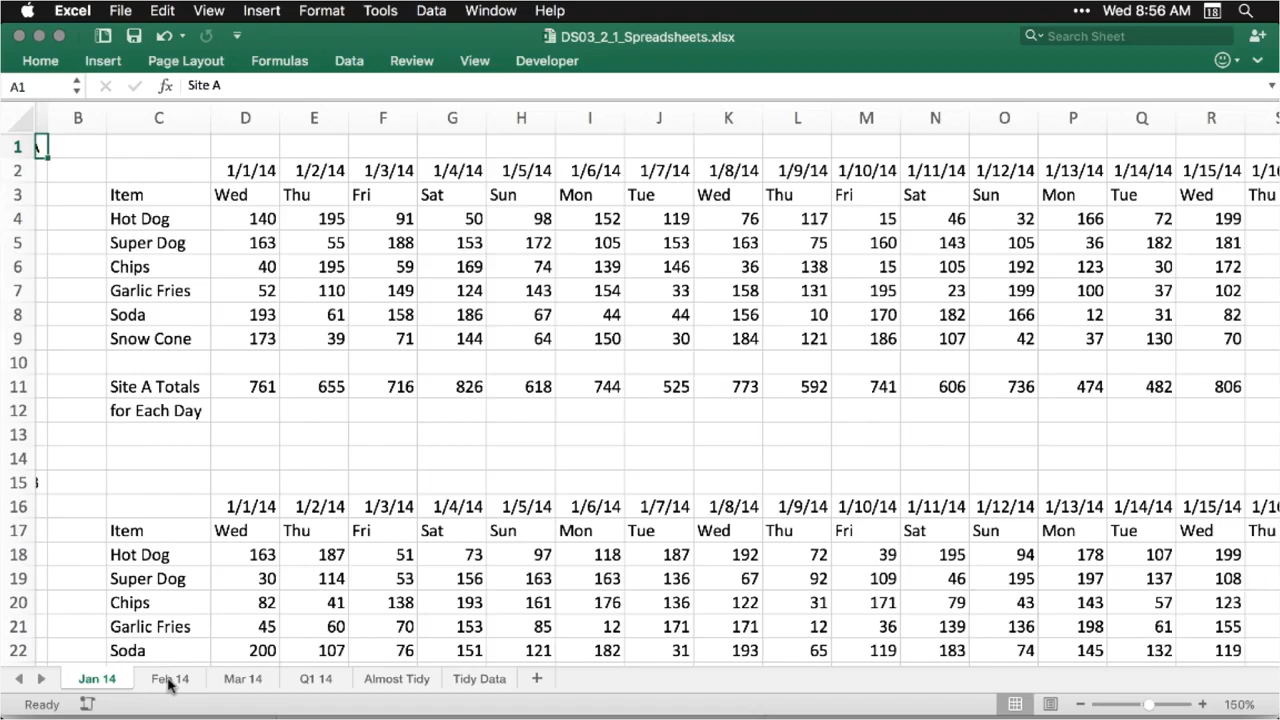 Excel File Edit View Insert Format Tools Data Window Help ••• Wed 8:56 AM 18
DS03_2_1_Spreadsheets.xlsx Search Sheet
Home Insert Page Layout Formulas Data Review View Developer
A1 fx Site A
B C D E F G H I J K L M N O P Q R
1
2 1/1/14 1/2/14 1/3/14 1/4/14 1/5/14 1/6/14 1/7/14 1/8/14 1/9/14 1/10/14 1/11/14 1/12/14 1/13/14 1/14/14 1/15/14
3 Item Wed Thu Fri Sat Sun Mon Tue Wed Thu Fri Sat Sun Mon Tue Wed Thu
4 Hot Dog 140 195 91 50 98 152 119 76 117 15 46 32 166 72 199
5 Super Dog 163 55 188 153 172 105 153 163 75 160 143 105 36 182 181
6 Chips 40 195 59 169 74 139 146 36 138 15 105 192 123 30 172
7 Garlic Fries 52 110 149 124 143 154 33 158 131 195 23 199 100 37 102
8 Soda 193 61 158 186 67 44 44 156 10 170 182 166 12 31 82
9 Snow Cone 173 39 71 144 64 150 30 184 121 186 107 42 37 130 70
10
11 Site A Totals 761 655 716 826 618 744 525 773 592 741 606 736 474 482 806
12 for Each Day
13
14
15
16 1/1/14 1/2/14 1/3/14 1/4/14 1/5/14 1/6/14 1/7/14 1/8/14 1/9/14 1/10/14 1/11/14 1/12/14 1/13/14 1/14/14 1/15/14
17 Item Wed Thu Fri Sat Sun Mon Tue Wed Thu Fri Sat Sun Mon Tue Wed Thu
18 Hot Dog 163 187 51 73 97 118 187 192 72 39 195 94 178 107 199
19 Super Dog 30 114 53 156 163 163 136 67 92 109 46 195 197 137 108
20 Chips 82 41 138 193 161 176 136 122 31 171 79 43 143 57 123
21 Garlic Fries 45 60 70 153 85 12 171 171 12 36 139 136 198 61 155
22 Soda 200 107 76 151 121 182 31 193 65 119 183 74 145 132 119
Jan 14 Feb 14 Mar 14 Q1 14 Almost Tidy Tidy Data +
Ready 150%